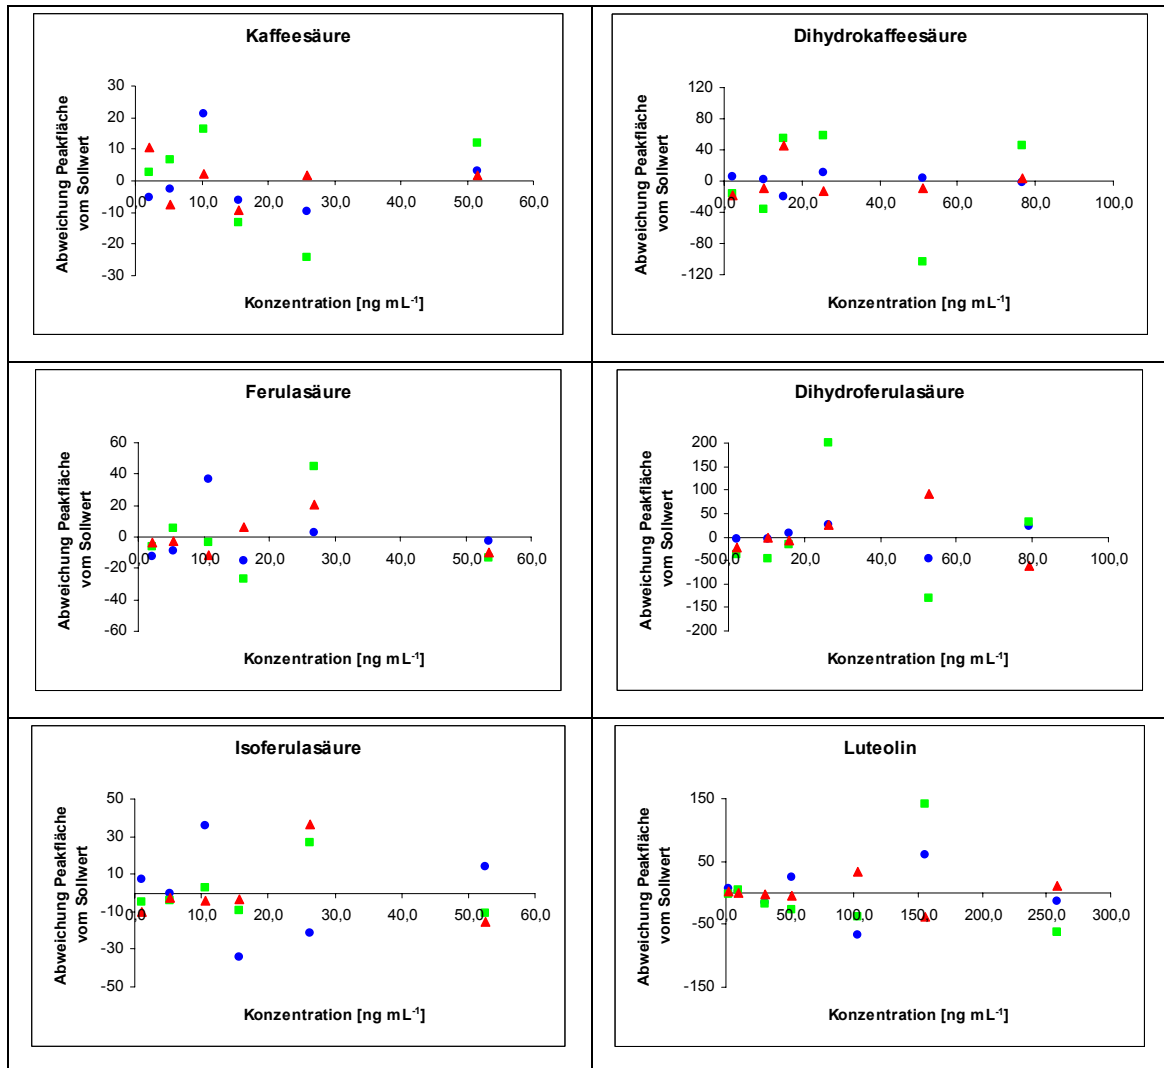 Kaffeesäure
Abweichung Peakfläche
vom Sollwert
30
20
10
0
-10
-20
-30
0,0 10,0 20,0 30,0 40,0 50,0 60,0
Konzentration [ng mL-1]
Dihydrokaffeesäure
Abweichung Peakfläche
vom Sollwert
120
80
40
0
-40
-80
-120
0,0 20,0 40,0 60,0 80,0 100,0
Konzentration [ng mL-1]
Ferulasäure
Abweichung Peakfläche
vom Sollwert
60
40
20
0
-20
-40
-60
0,0 10,0 20,0 30,0 40,0 50,0 60,0
Konzentration [ng mL-1]
Dihydroferulasäure
Abweichung Peakfläche
vom Sollwert
200
150
100
50
0
-50
-100
-150
-200
0,0 20,0 40,0 60,0 80,0 100,0
Konzentration [ng mL-1]
Isoferulasäure
Abweichung Peakfläche
vom Sollwert
50
30
10
-10
-30
-50
0,0 10,0 20,0 30,0 40,0 50,0 60,0
Konzentration [ng mL-1]
Luteolin
Abweichung Peakfläche
vom Sollwert
150
50
-50
-150
0,0 50,0 100,0 150,0 200,0 250,0 300,0
Konzentration [ng mL-1]